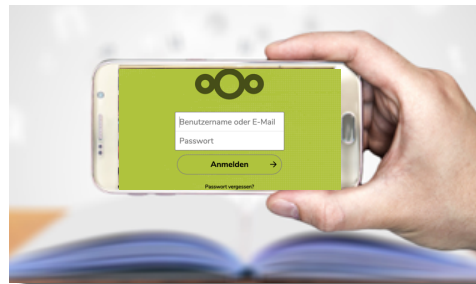 Benutzername oder E-Mail
Passwort
Anmelden
Passwort vergessen?